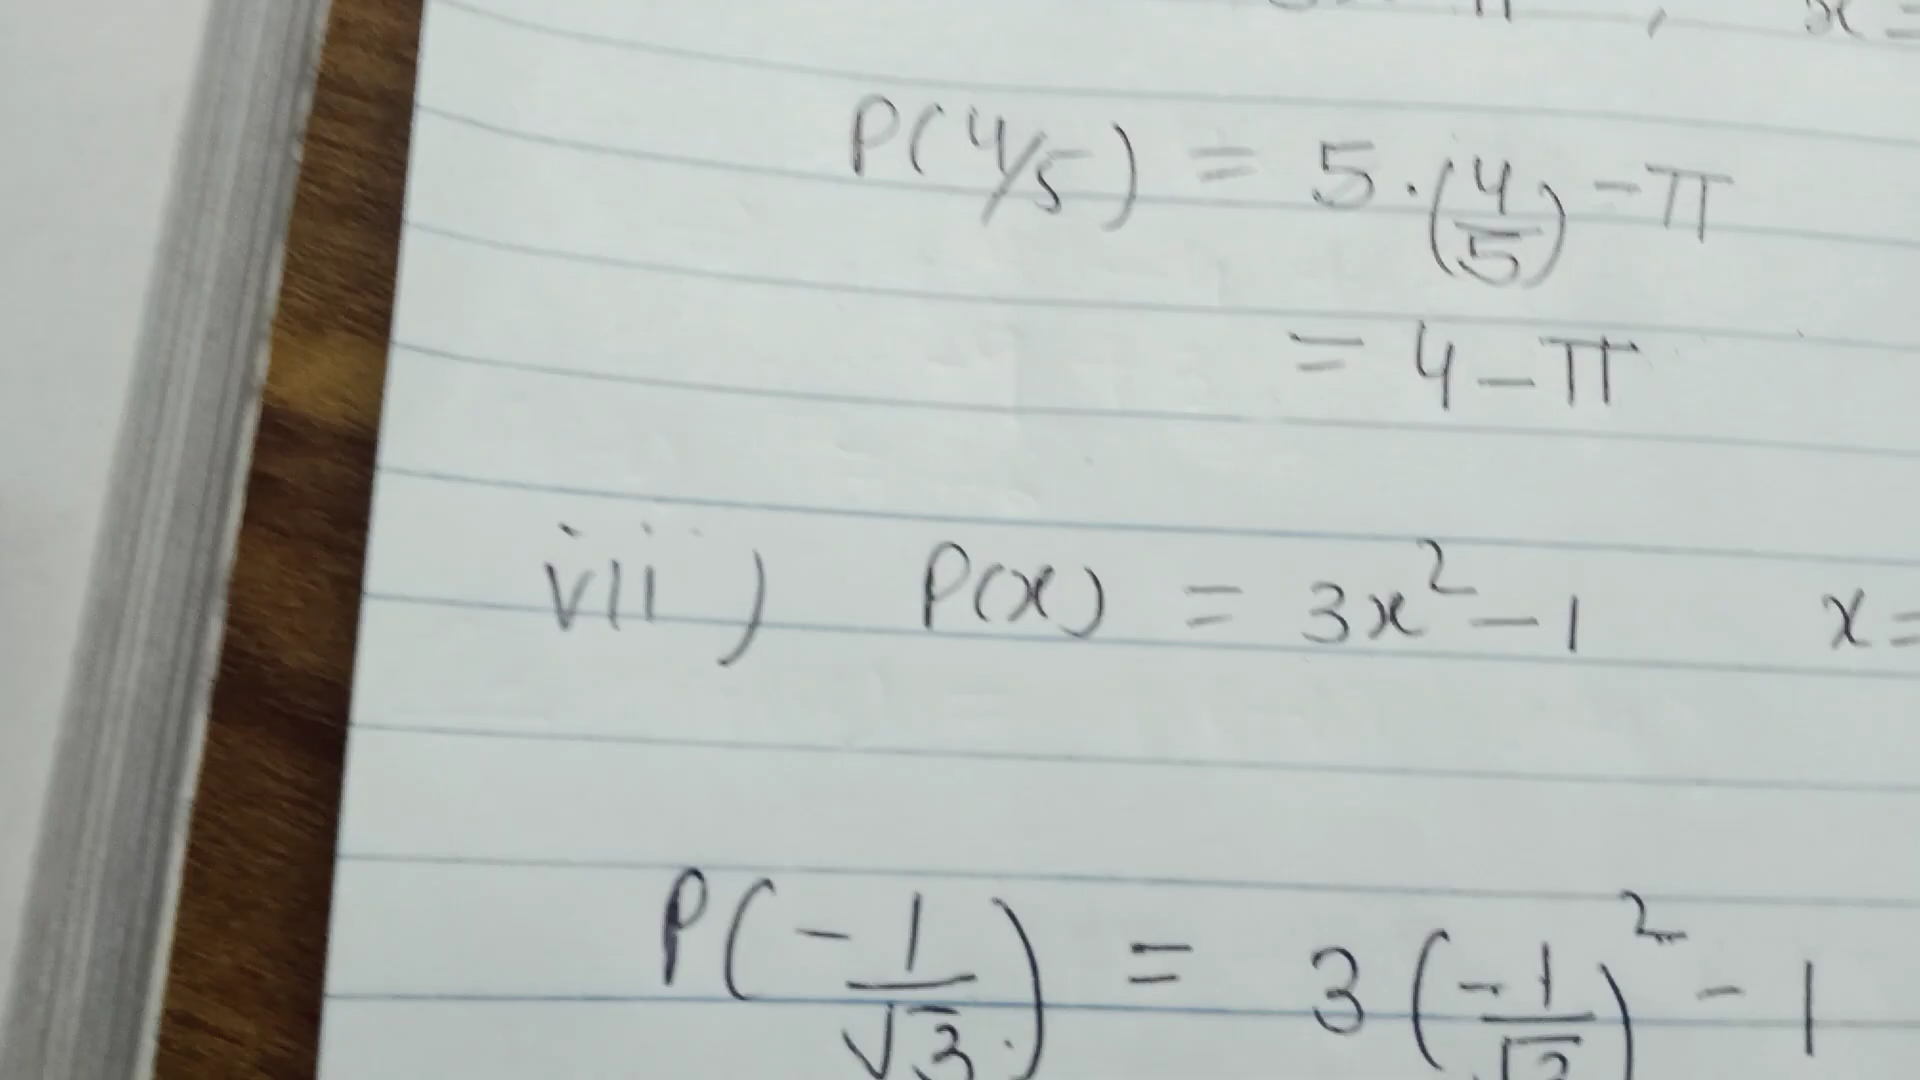 π , x =
P(4/5) = 5·(4/5) - π
= 4 - π
vii) P(x) = 3x² - 1 x =
P(-1/√3) = 3(-1/√3)² - 1